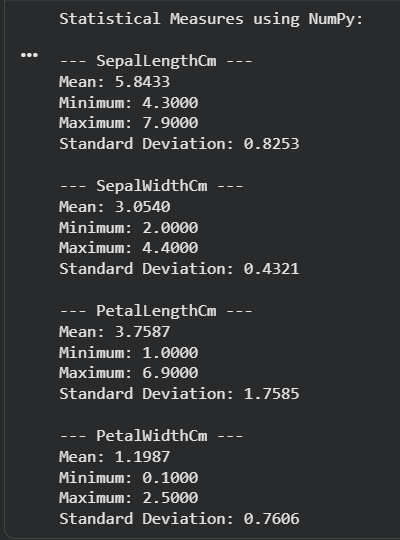 Statistical Measures using NumPy:
--- SepalLengthCm ---
Mean: 5.8433
Minimum: 4.3000
Maximum: 7.9000
Standard Deviation: 0.8253
--- SepalWidthCm ---
Mean: 3.0540
Minimum: 2.0000
Maximum: 4.4000
Standard Deviation: 0.4321
--- PetalLengthCm ---
Mean: 3.7587
Minimum: 1.0000
Maximum: 6.9000
Standard Deviation: 1.7585
--- PetalWidthCm ---
Mean: 1.1987
Minimum: 0.1000
Maximum: 2.5000
Standard Deviation: 0.7606